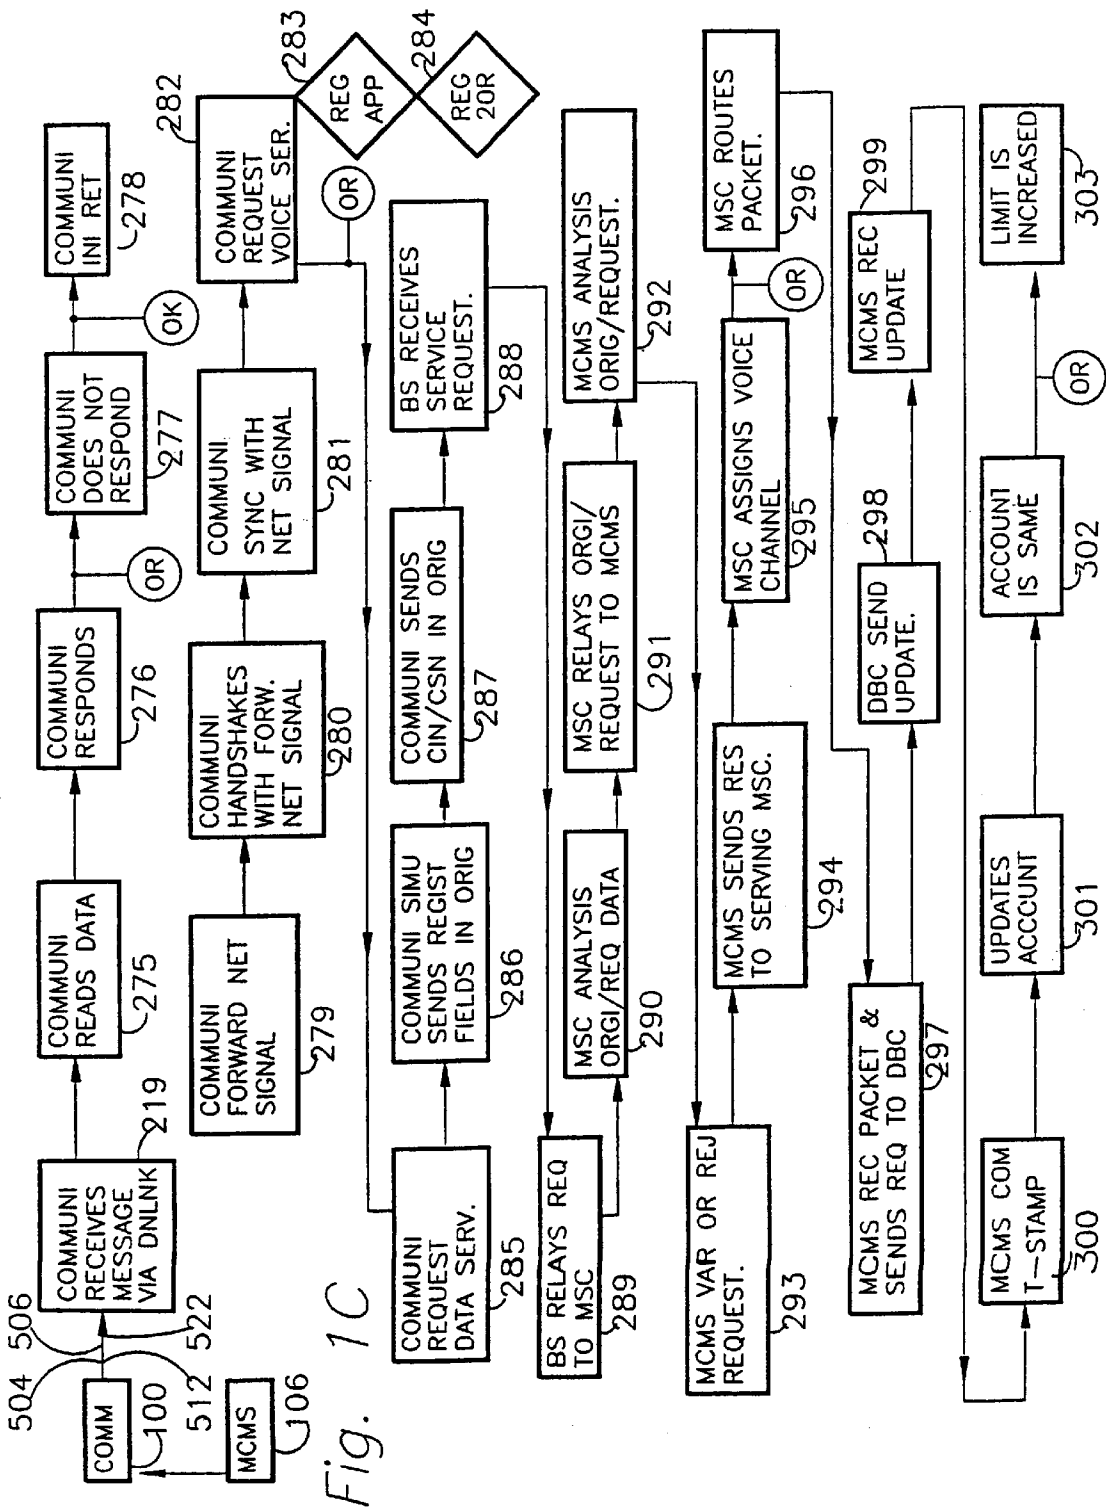 504
506
COMM
100
512
522
MCMS
106
COMMUNI
RECEIVES
MESSAGE
VIA DNLNK
219
COMMUNI
READS DATA
275
COMMUNI
RESPONDS
276
OR
COMMUNI
DOES NOT
RESPOND
277
OK
COMMUNI
INI RET
278
COMMUNI
FORWARD NET
SIGNAL
279
COMMUNI
HANDSHAKES
WITH FORW.
NET SIGNAL
280
COMMUNI
SYNC WITH
NET SIGNAL
281
COMMUNI
REQUEST
VOICE SER.
282
REG
APP
283
REG
20R
284
OR
Fig. 1C
COMMUNI
REQUEST
DATA SERV.
285
COMMUNI SIMU
SENDS REGIST
FIELDS IN ORIG
286
COMMUNI SENDS
CIN/CSN IN ORIG
287
BS RECEIVES
SERVICE
REQUEST.
288
BS RELAYS REQ
TO MSC
289
MSC ANALYSIS
ORGI/REQ DATA
290
MSC RELAYS ORGI/
REQUEST TO MCMS
291
MCMS ANALYSIS
ORIG/REQUEST.
292
MCMS VAR OR REJ
REQUEST.
293
MCMS SENDS RES
TO SERVING MSC.
294
MSC ASSIGNS VOICE
CHANNEL
295
OR
MSC ROUTES
PACKET.
296
MCMS REC PACKET &
SENDS REQ TO DBC
297
DBC SEND
UPDATE.
298
MCMS REC
UPDATE
299
MCMS COM
T-STAMP
300
UPDATES
ACCCUNT
301
ACCOUNT
IS SAME
302
OR
LIMIT IS
INCREASED
303